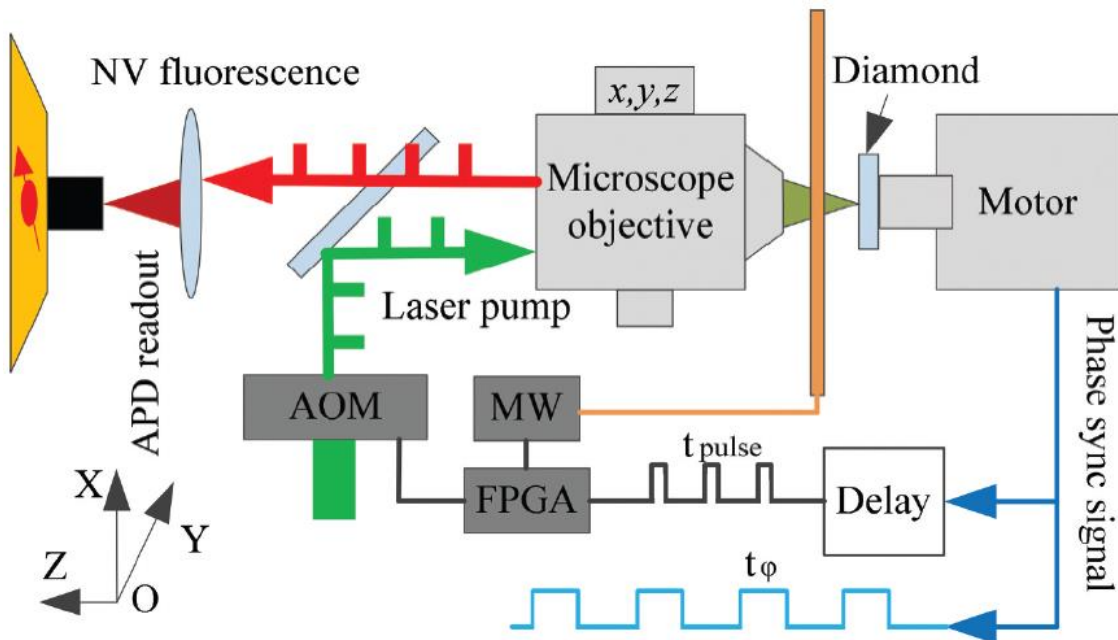 NV fluorescence
x,y,z
Diamond
Microscope
objective
Motor
Laser pump
APD readout
AOM
MW
FPGA
t pulse
Delay
Phase sync signal
tφ
X
Y
Z
O